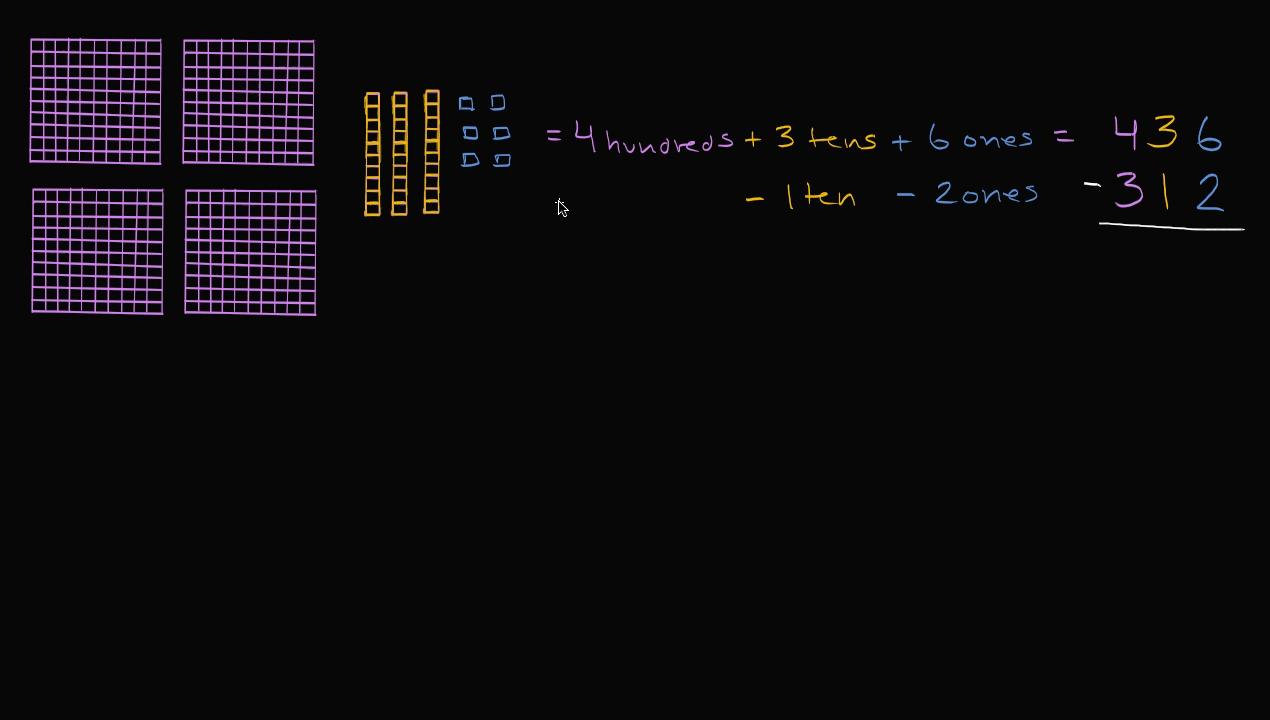 = 4 hundreds + 3 tens + 6 ones = 436
- 1 ten - 2 ones - 312